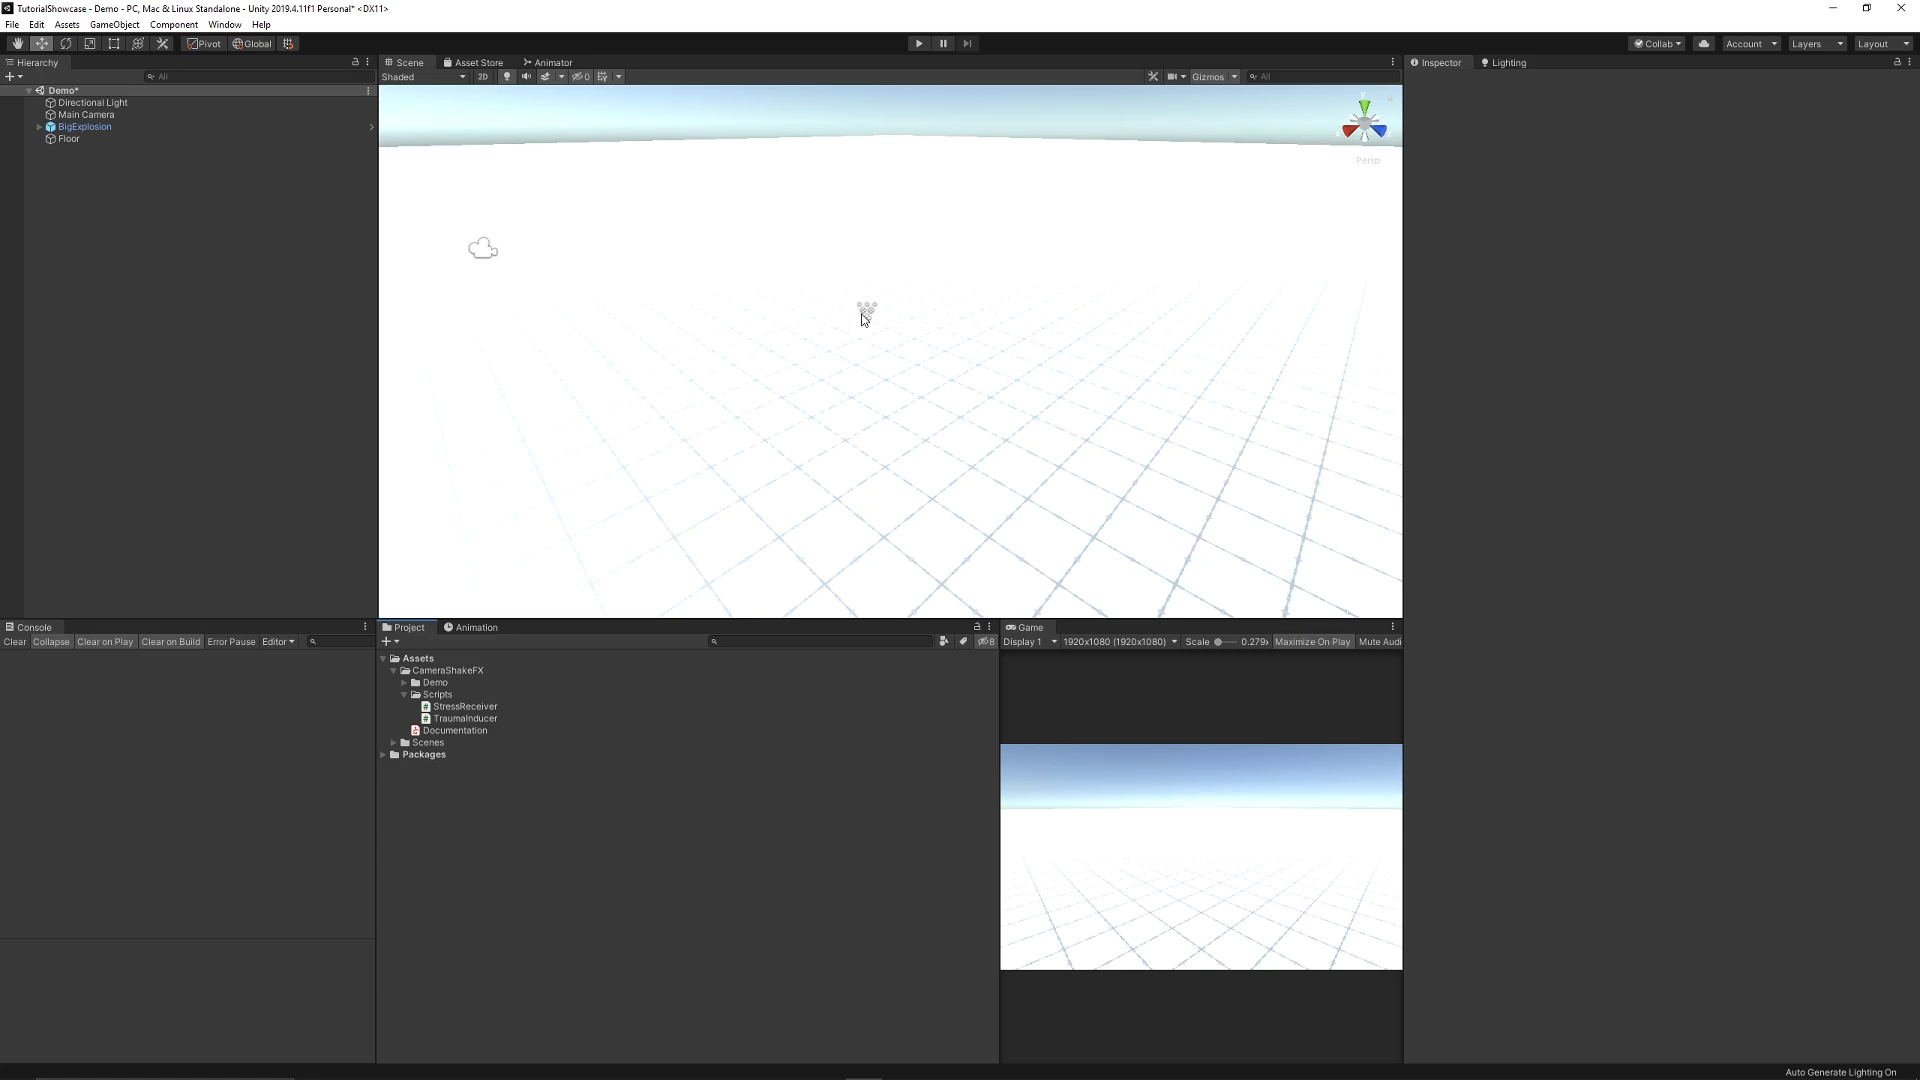 TutorialShowcase - Demo - PC, Mac & Linux Standalone - Unity 2019.4.11f1 Personal* <DX11>
File Edit Assets GameObject Component Window Help
Pivot Global Collab Account Layers Layout
Hierarchy Scene Asset Store Animator Inspector Lighting
All Shaded 2D 0 Gizmos All
Demo*
Directional Light
Main Camera
BigExplosion
Floor
y
Persp
Console Project Animation Game
Clear Collapse Clear on Play Clear on Build Error Pause Editor 8 Display 1 1920x1080 (1920x1080) Scale 0.279x Maximize On Play Mute Audi
Assets
CameraShakeFX
Demo
Scripts
StressReceiver
TraumaInducer
Documentation
Scenes
Packages
Auto Generate Lighting On